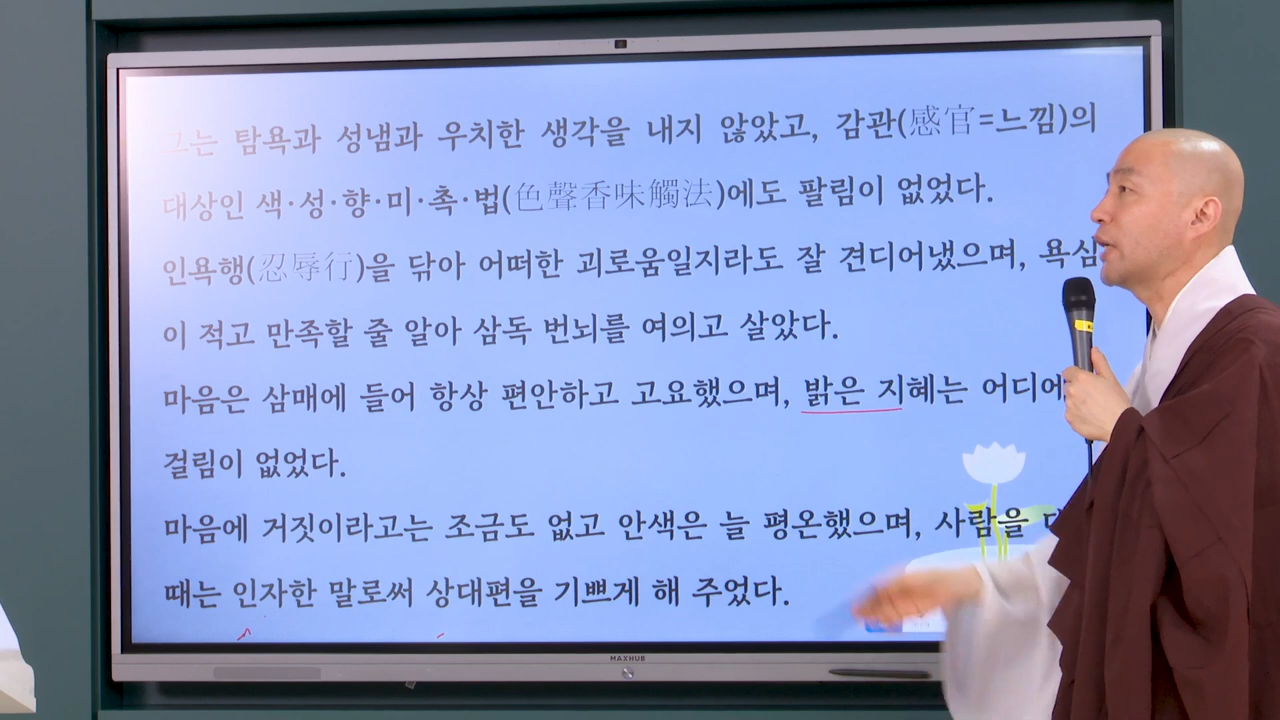 그는 탐욕과 성냄과 우치한 생각을 내지 않았고, 감관(感官=느낌)의
대상인 색·성·향·미·촉·법(色聲香味觸法)에도 팔림이 없었다.
인욕행(忍辱行)을 닦아 어떠한 괴로움일지라도 잘 견디어냈으며, 욕심
이 적고 만족할 줄 알아 삼독 번뇌를 여의고 살았다.
마음은 삼매에 들어 항상 편안하고 고요했으며, 밝은 지혜는 어디에
걸림이 없었다.
마음에 거짓이라고는 조금도 없고 안색은 늘 평온했으며, 사람을
때는 인자한 말로써 상대편을 기쁘게 해 주었다.
MAXHUB